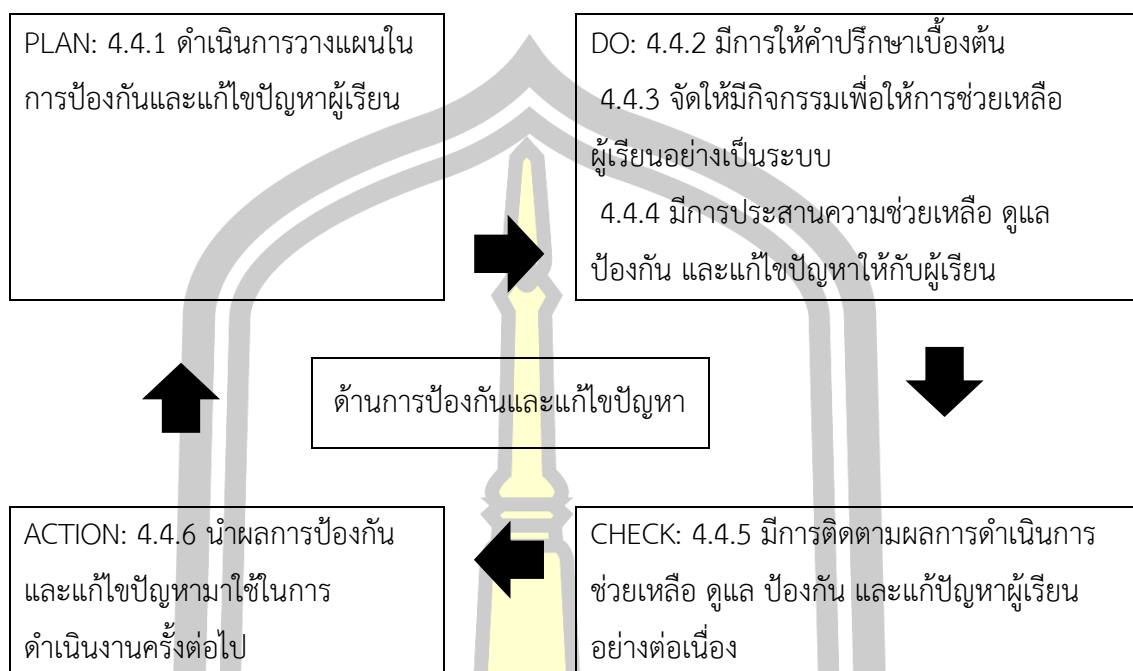 PLAN: 4.4.1 ดำเนินการวางแผนใน
การป้องกันและแก้ไขปัญหาผู้เรียน
DO: 4.4.2 มีการให้คำปรึกษาเบื้องต้น
4.4.3 จัดให้มีกิจกรรมเพื่อให้การช่วยเหลือ
ผู้เรียนอย่างเป็นระบบ
4.4.4 มีการประสานความช่วยเหลือ ดูแล
ป้องกัน และแก้ไขปัญหาให้กับผู้เรียน
ด้านการป้องกันและแก้ไขปัญหา
ACTION: 4.4.6 นำผลการป้องกัน
และแก้ไขปัญหามาใช้ในการ
ดำเนินงานครั้งต่อไป
CHECK: 4.4.5 มีการติดตามผลการดำเนินการ
ช่วยเหลือ ดูแล ป้องกัน และแก้ปัญหาผู้เรียน
อย่างต่อเนื่อง